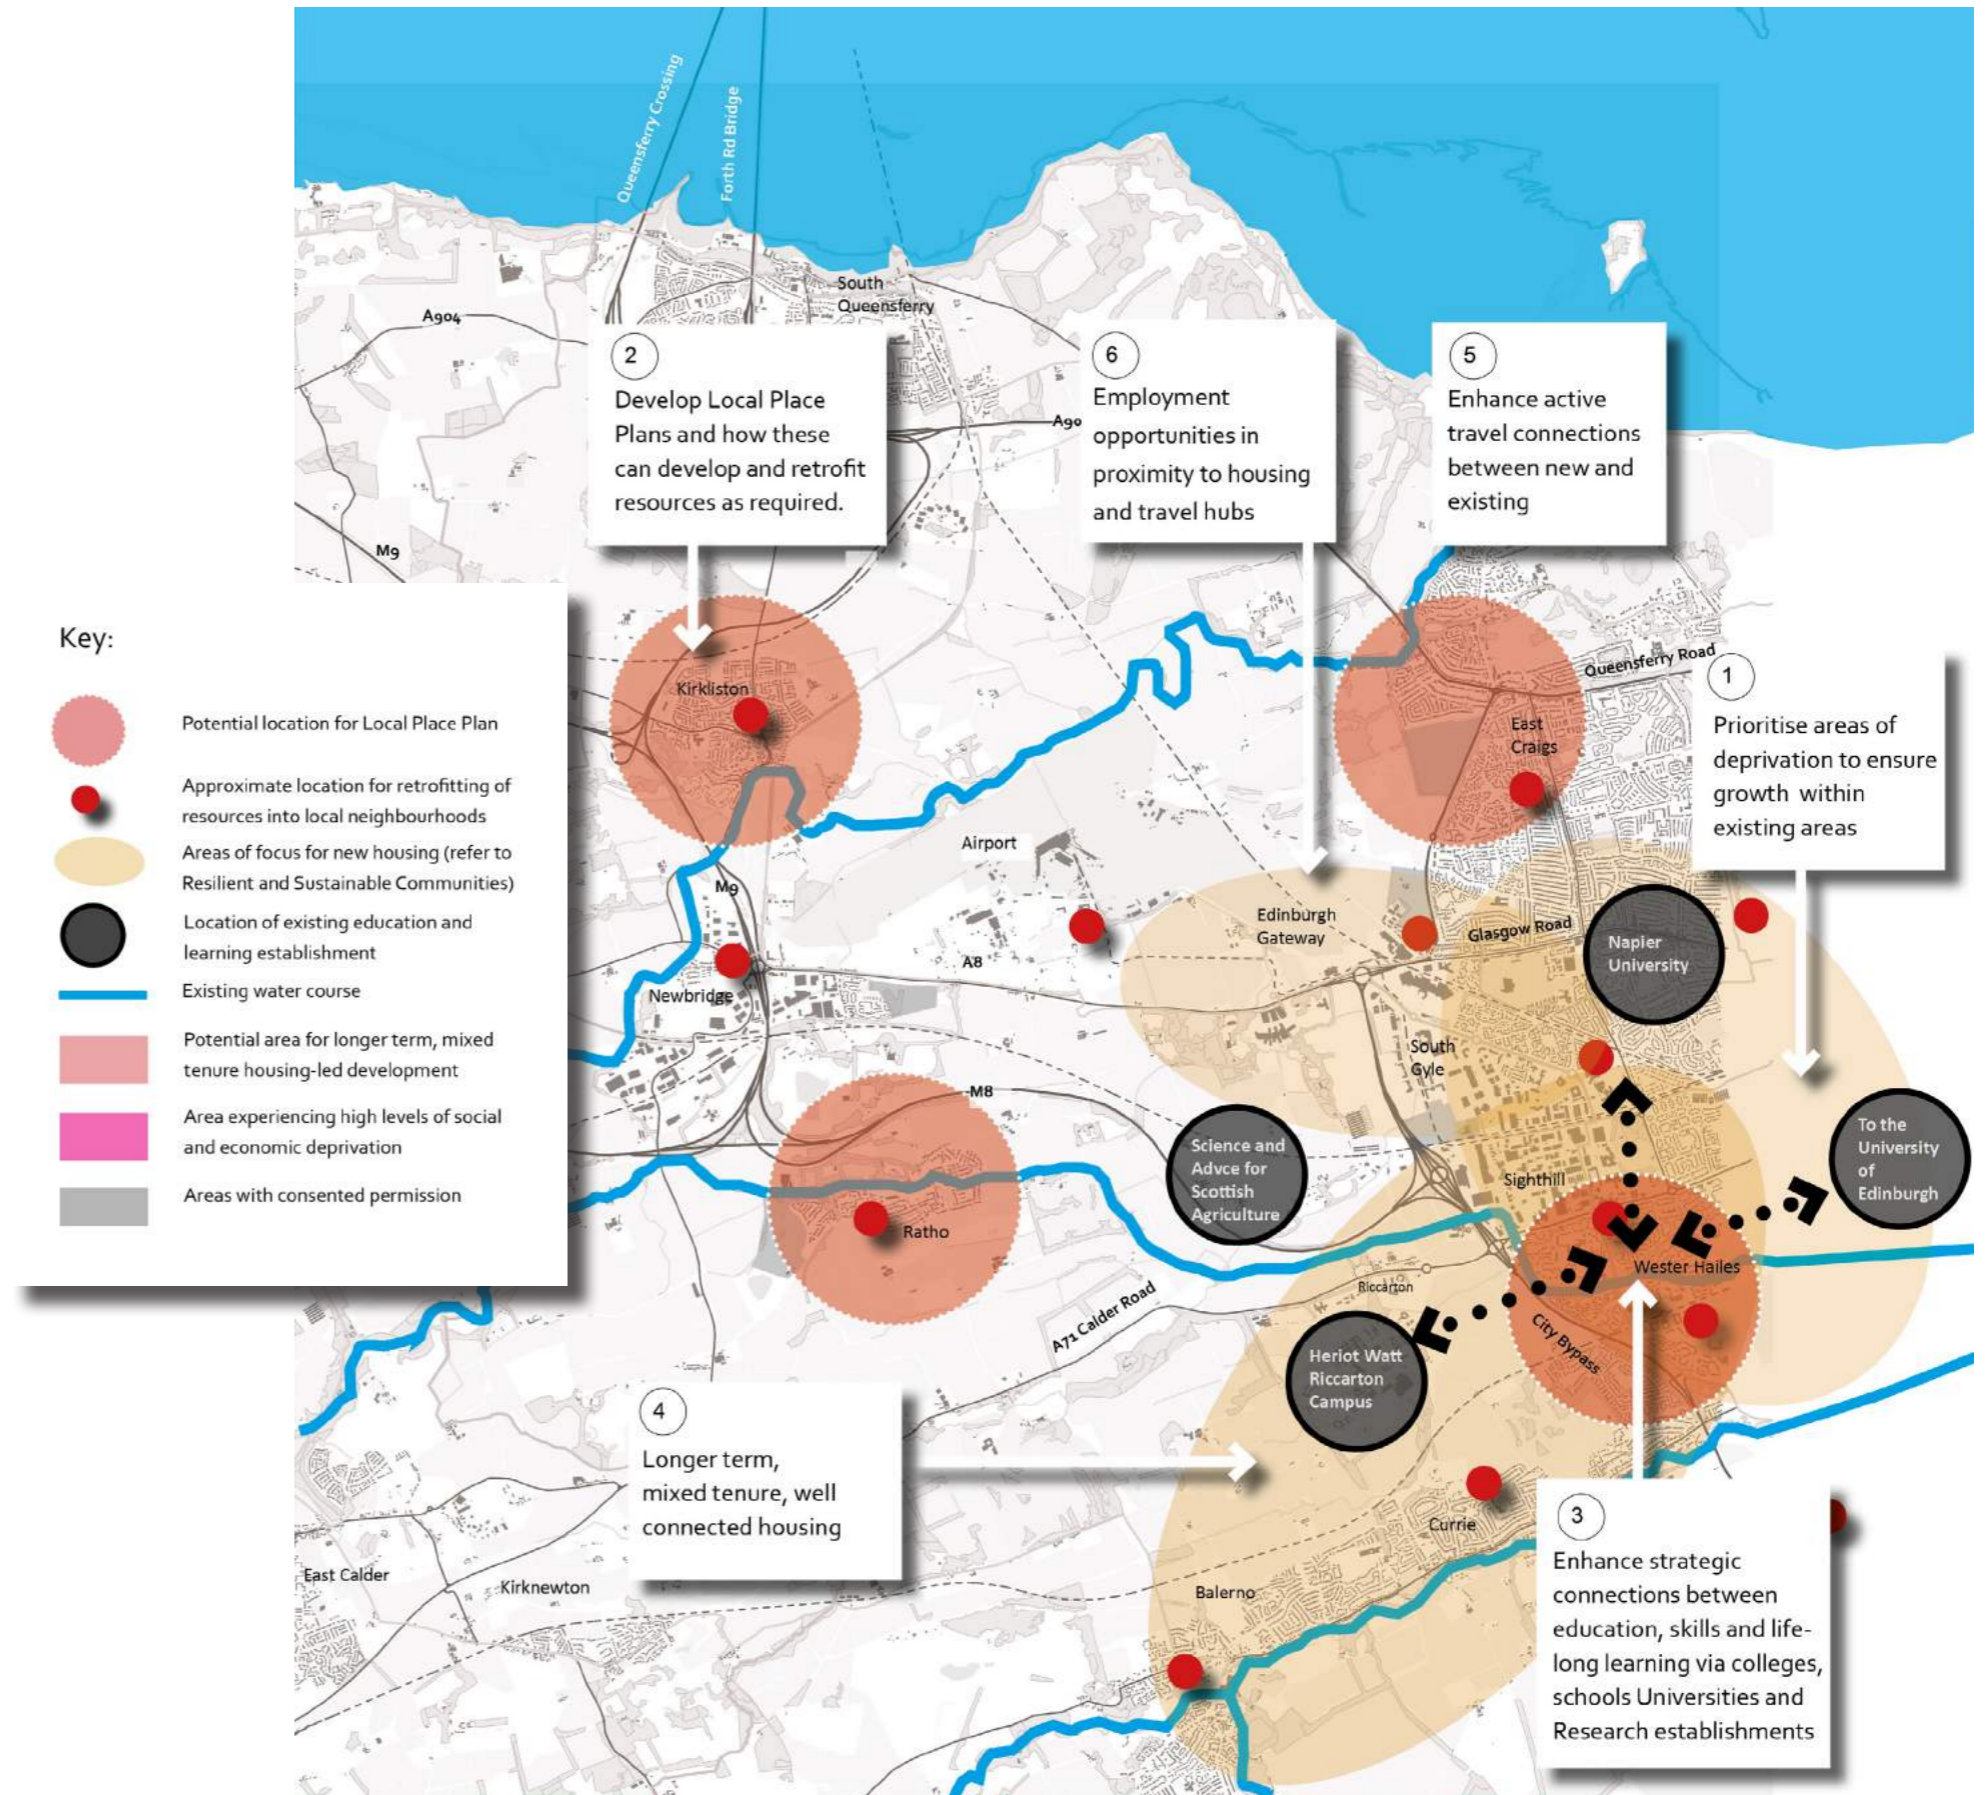 Queensferry Crossing
Forth Rd Bridge
South
Queensferry
A904
M9
A90
2
Develop Local Place
Plans and how these
can develop and retrofit
resources as required.
6
Employment
opportunities in
proximity to housing
and travel hubs
5
Enhance active
travel connections
between new and
existing
1
Prioritise areas of
deprivation to ensure
growth within
existing areas
Key:
Potential location for Local Place Plan
Approximate location for retrofitting of
resources into local neighbourhoods
Areas of focus for new housing (refer to
Resilient and Sustainable Communities)
Location of existing education and
learning establishment
Existing water course
Potential area for longer term, mixed
tenure housing-led development
Area experiencing high levels of social
and economic deprivation
Areas with consented permission
Kirkliston
Queensferry Road
East
Craigs
Airport
M9
Edinburgh
Gateway
Glasgow Road
Napier
University
A8
Newbridge
South
Gyle
M8
Science and
Advce for
Scottish
Agriculture
Sighthill
To the
University
of
Edinburgh
Ratho
Wester Hailes
Riccarton
A71 Calder Road
City Bypass
Heriot Watt
Riccarton
Campus
4
Longer term,
mixed tenure, well
connected housing
Currie
3
Enhance strategic
connections between
education, skills and life-
long learning via colleges,
schools Universities and
Research establishments
East Calder
Kirknewton
Balerno